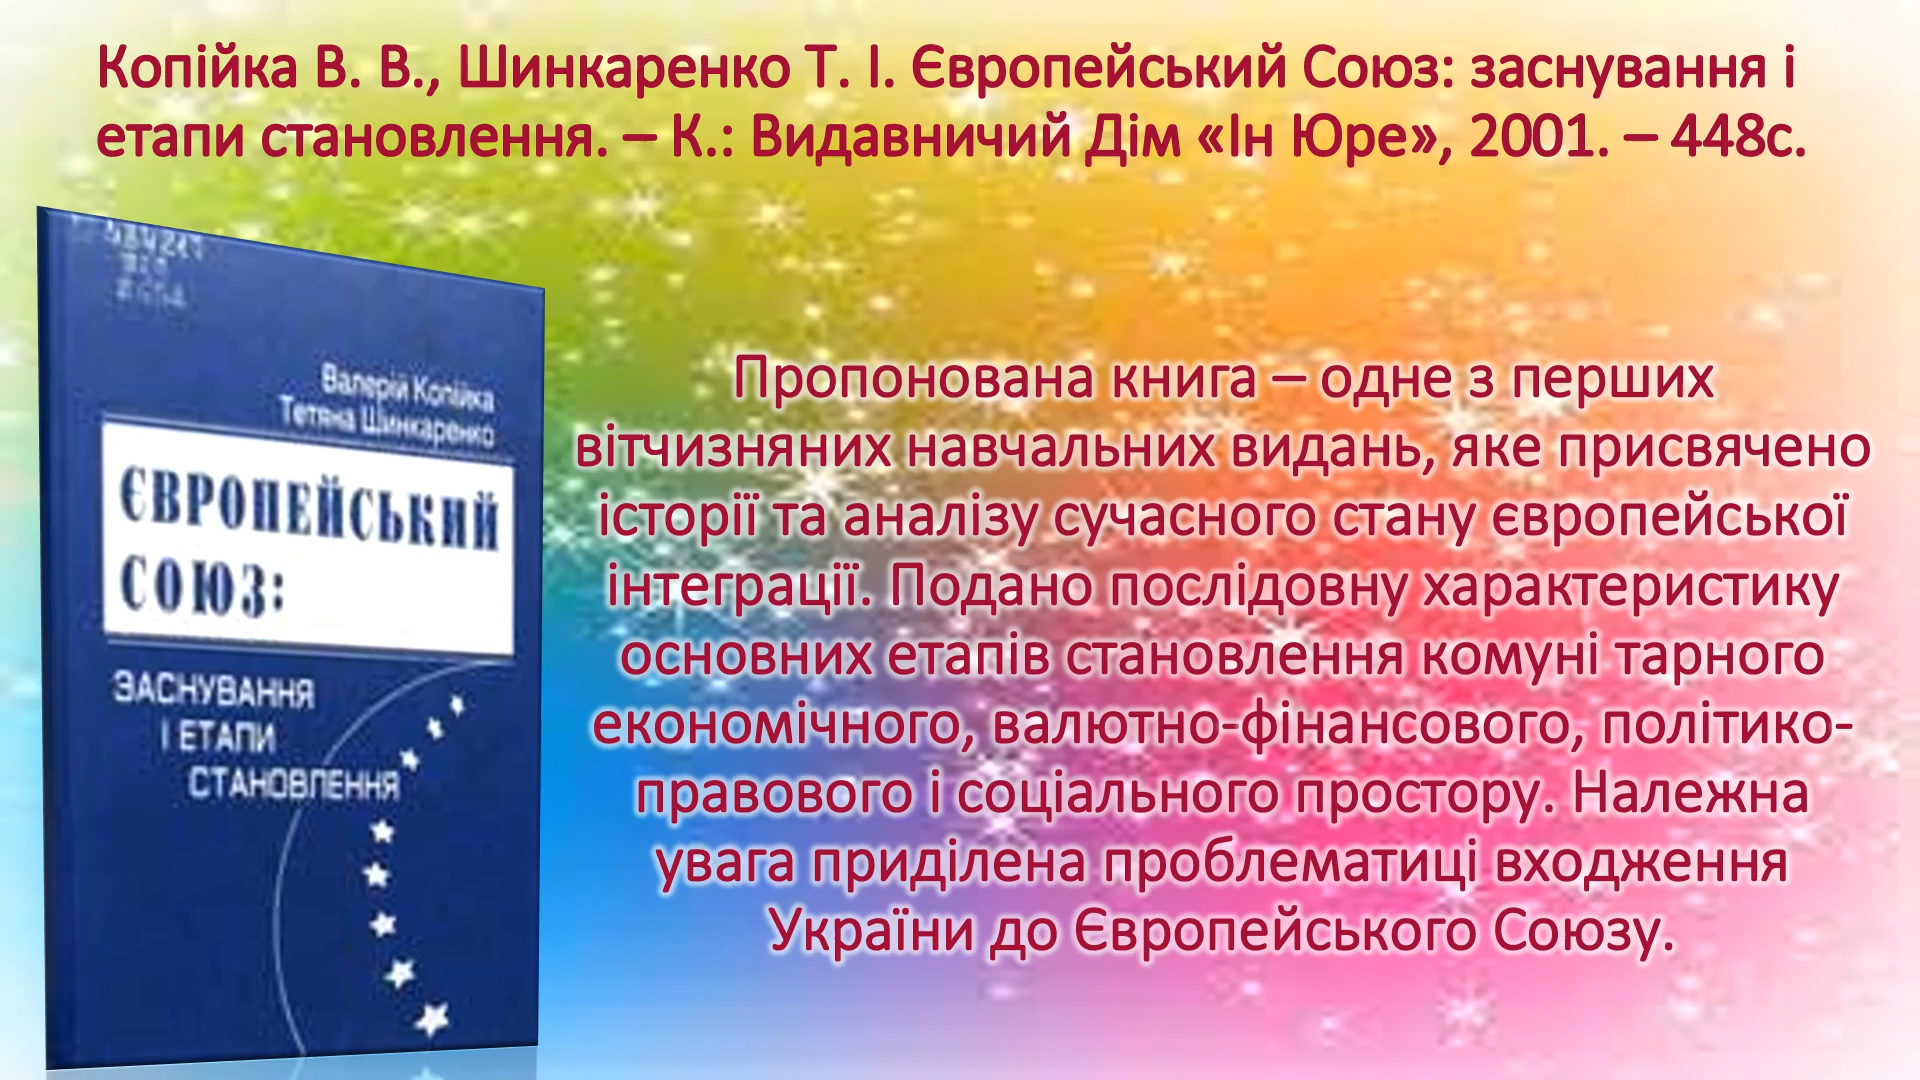 Копійка В. В., Шинкаренко Т. І. Європейський Союз: заснування і
етапи становлення. – К.: Видавничий Дім «Ін Юре», 2001. – 448с.
Валерій Копійка
Тетяна Шинкаренко
ЄВРОПЕЙСЬКИЙ
СОЮЗ:
ЗАСНУВАННЯ
І ЕТАПИ
СТАНОВЛЕННЯ
Пропонована книга – одне з перших
вітчизняних навчальних видань, яке присвячено
історії та аналізу сучасного стану європейської
інтеграції. Подано послідовну характеристику
основних етапів становлення комуні тарного
економічного, валютно-фінансового, політико-
правового і соціального простору. Належна
увага приділена проблематиці входження
України до Європейського Союзу.